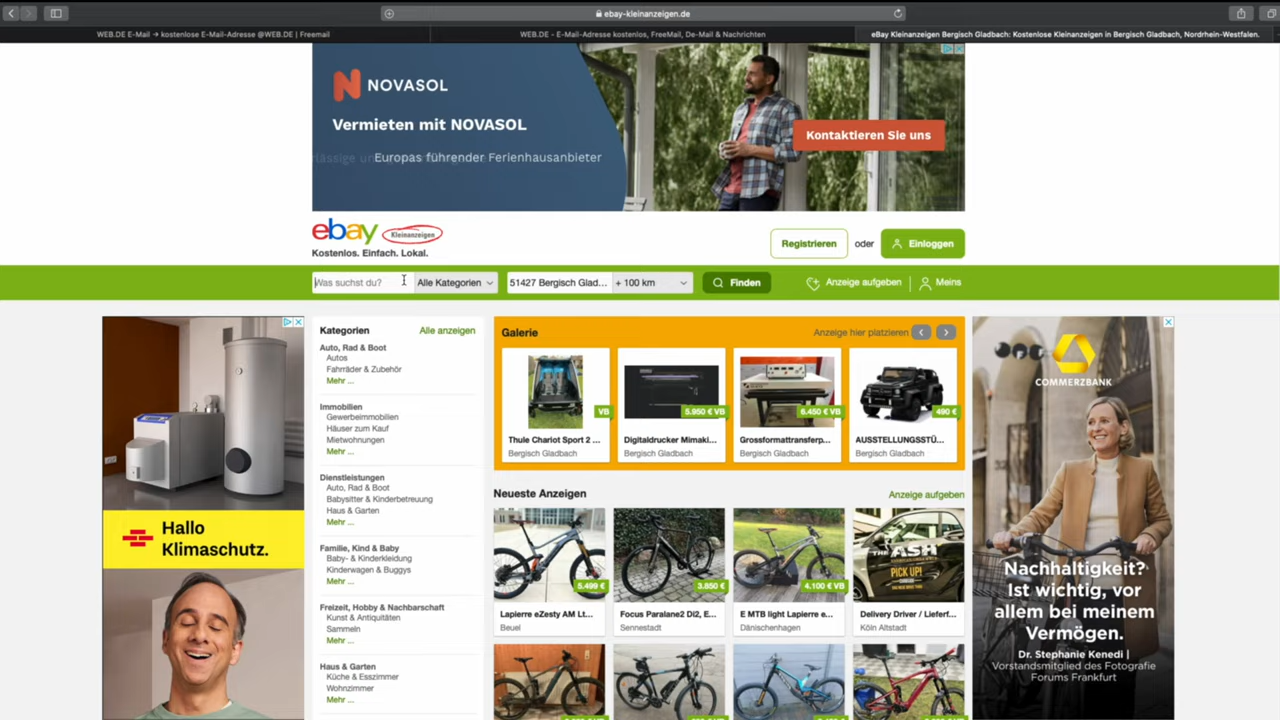 ebay-kleinanzeigen.de
WEB.DE E-Mail → kostenlose E-Mail-Adresse @WEB.DE | Freemail
WEB.DE - E-Mail-Adresse kostenlos, FreeMail, De-Mail & Nachrichten
eBay Kleinanzeigen Bergisch Gladbach: Kostenlose Kleinanzeigen in Bergisch Gladbach, Nordrhein-Westfalen.
NOVASOL
Vermieten mit NOVASOL
Europas führender Ferienhausanbieter
Kontaktieren Sie uns
ebay Kleinanzeigen
Kostenlos. Einfach. Lokal.
Registrieren oder Einloggen
Was suchst du? Alle Kategorien 51427 Bergisch Glad... + 100 km Finden Anzeige aufgeben Meins
Kategorien Alle anzeigen
Auto, Rad & Boot
Autos
Fahrräder & Zubehör
Mehr ...
Immobilien
Gewerbeimmobilien
Häuser zum Kauf
Mietwohnungen
Mehr ...
Dienstleistungen
Auto, Rad & Boot
Babysitter & Kinderbetreuung
Haus & Garten
Mehr ...
Familie, Kind & Baby
Baby- & Kinderkleidung
Kinderwagen & Buggys
Mehr ...
Freizeit, Hobby & Nachbarschaft
Kunst & Antiquitäten
Sammeln
Mehr ...
Haus & Garten
Küche & Esszimmer
Wohnzimmer
Mehr ...
Galerie Anzeige hier platzieren
VB
5.950 € VB
6.450 € VB
490 €
Thule Chariot Sport 2 ...
Bergisch Gladbach
Digitaldrucker Mimaki...
Bergisch Gladbach
Grossformattransferp...
Bergisch Gladbach
AUSSTELLUNGSSTÜ...
Bergisch Gladbach
Neueste Anzeigen Anzeige aufgeben
5.499 €
3.850 €
4.100 € VB
THE ASH
PICK UP!
Lapierre eZesty AM Lt...
Beuel
Focus Paralane2 Di2, E...
Sennestadt
E MTB light Lapierre e...
Dänischenhagen
Delivery Driver / Lieferf...
Köln Altstadt
Hallo
Klimaschutz.
COMMERZBANK
Nachhaltigkeit?
Ist wichtig, vor
allem bei meinem
Vermögen.
Dr. Stephanie Kenedi |
Vorstandsmitglied des Fotografie
Forums Frankfurt